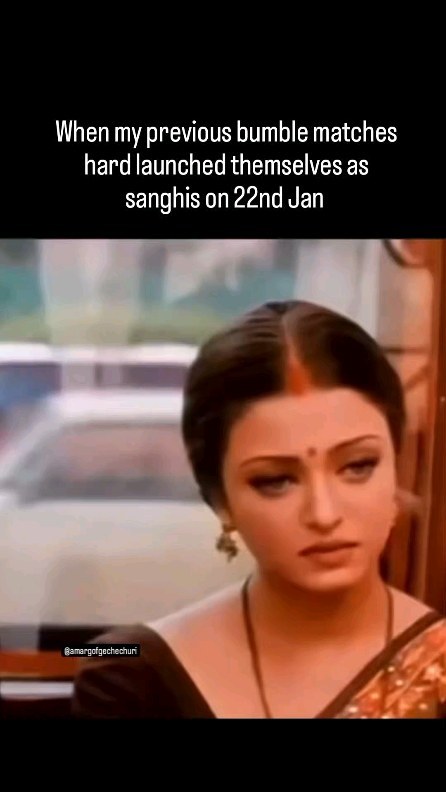 When my previous bumble matches
hard launched themselves as
sanghis on 22nd Jan
@amargofgechechuri